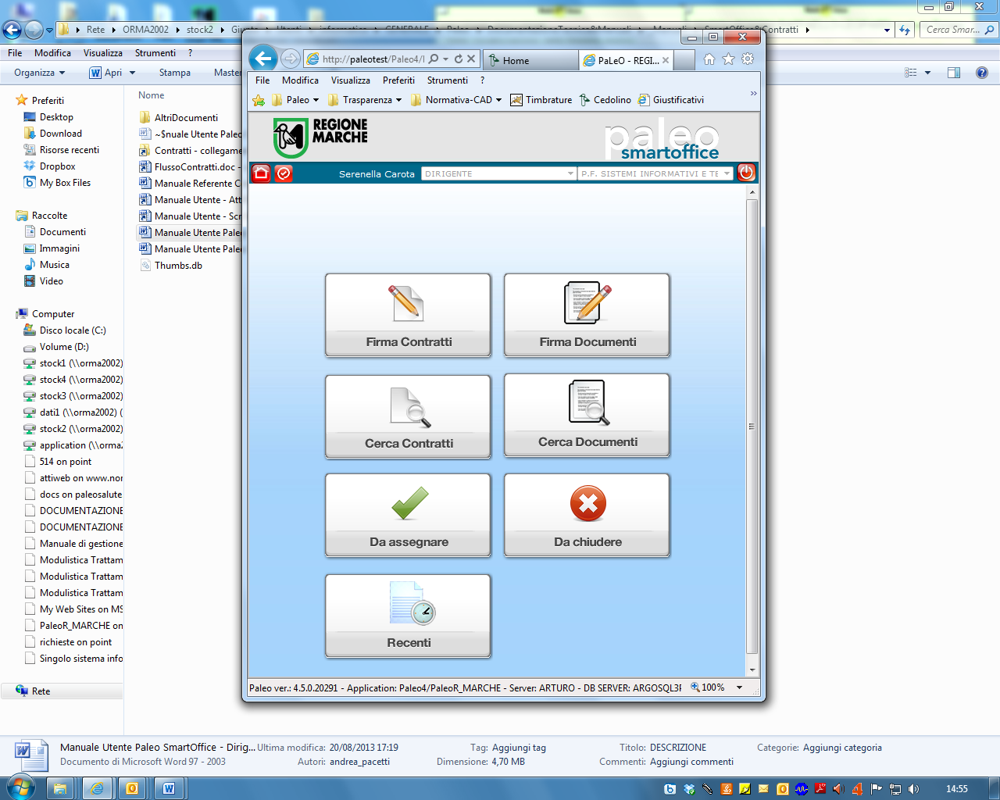 Rete
ORMA2002
stock2
Contratti
Cerca Smar...
File
Modifica
Visualizza
Strumenti
?
Organizza
Apri
Stampa
Master
Preferiti
Desktop
Download
Risorse recenti
Dropbox
My Box Files
Raccolte
Documenti
Immagini
Musica
Video
Computer
Disco locale (C:)
Volume (D:)
stock1 (\\orma2002)
stock4 (\\orma2002)
stock3 (\\orma2002)
dati1 (\\orma2002) (
stock2 (\\orma2002)
application (\\orma2
514 on point
attiweb on www.nor
docs on paleosalute
DOCUMENTAZIONE
DOCUMENTAZIONE
Manuale di gestione
Modulistica Trattam
Modulistica Trattam
Modulistica Trattam
My Web Sites on MS
PaleoR_MARCHE on
richieste on point
Singolo sistema info
Rete
Nome
AltriDocumenti
~$nuale Utente Paleo
Contratti - collegame
FlussoContratti.doc -
Manuale Referente C
Manuale Utente - Att
Manuale Utente - Scr
Manuale Utente Paleo
Manuale Utente Paleo
Thumbs.db
http://paleotest/Paleo4/I
Home
PaLeO - REGI...
File
Modifica
Visualizza
Preferiti
Strumenti
?
Paleo
Trasparenza
Normativa-CAD
Timbrature
Cedolino
Giustificativi
REGIONE
MARCHE
paleo
smartoffice
Serenella Carota
DIRIGENTE
P.F. SISTEMI INFORMATIVI E TE
Firma Contratti
Firma Documenti
Cerca Contratti
Cerca Documenti
Da assegnare
Da chiudere
Recenti
Paleo ver.: 4.5.0.20291 - Application: Paleo4/PaleoR_MARCHE - Server: ARTURO - DB SERVER: ARGOSQL3P
100%
Manuale Utente Paleo SmartOffice - Dirig...
Ultima modifica: 20/08/2013 17:19
Tag: Aggiungi tag
Titolo: DESCRIZIONE
Categorie: Aggiungi categoria
Documento di Microsoft Word 97 - 2003
Autori: andrea_pacetti
Dimensione: 4,70 MB
Commenti: Aggiungi commenti
14:55